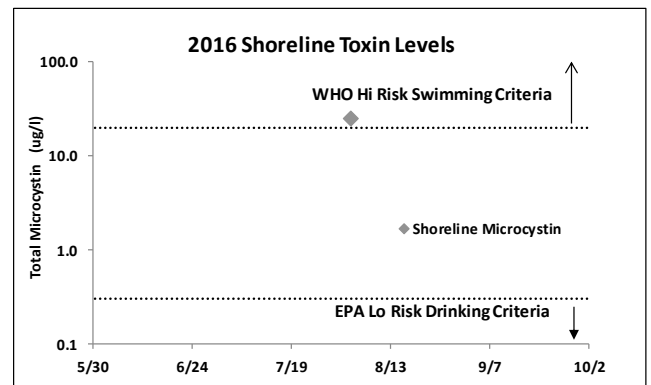 2016 Shoreline Toxin Levels
100.0
WHO Hi Risk Swimming Criteria
10.0
Total Microcystin (ug/l)
Shoreline Microcystin
1.0
EPA Lo Risk Drinking Criteria
0.1
5/30 6/24 7/19 8/13 9/7 10/2